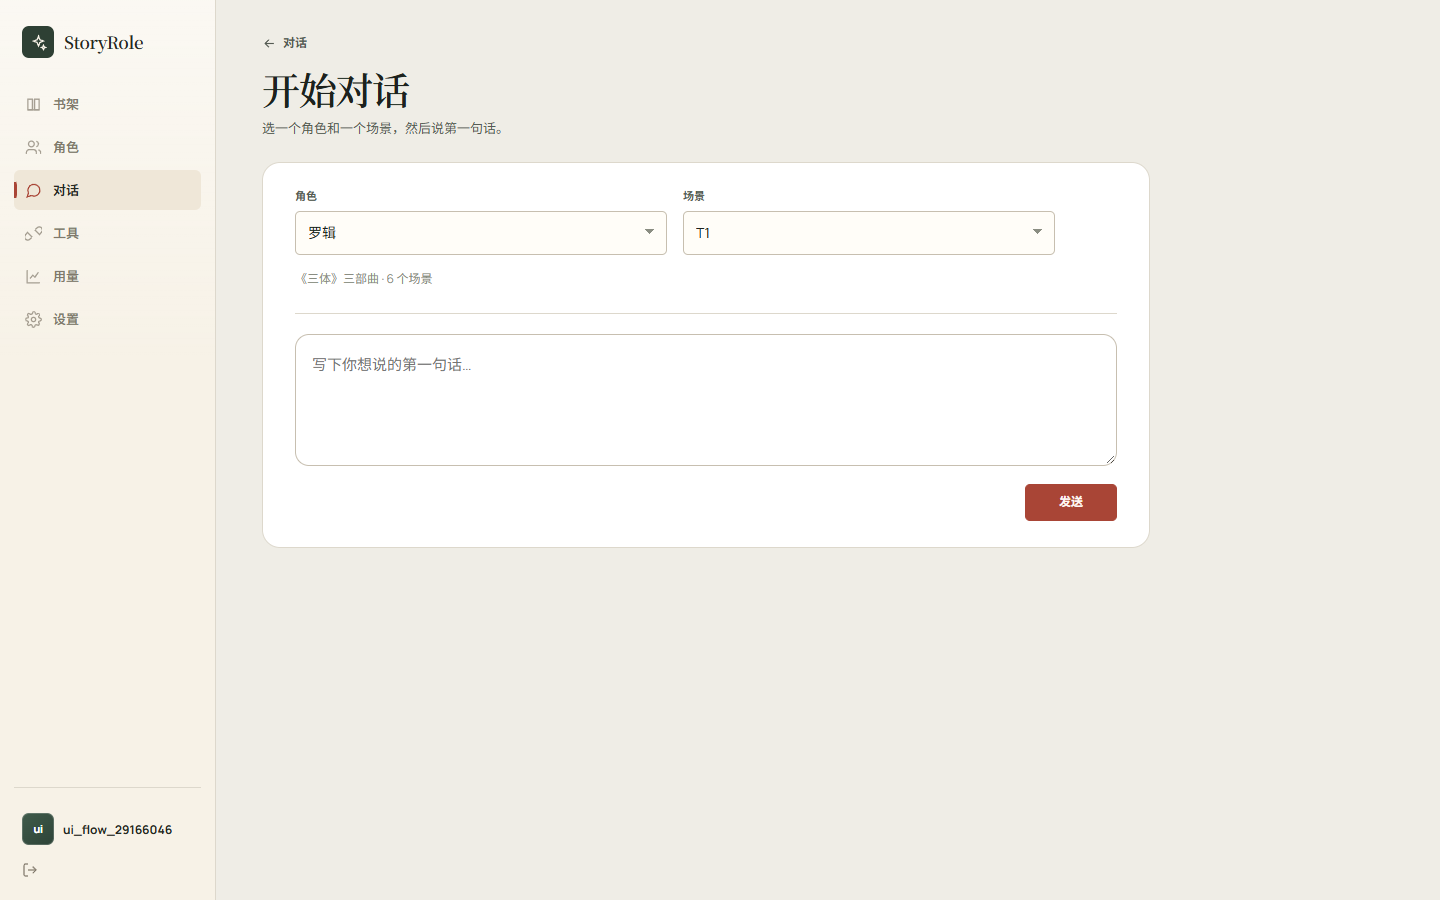 StoryRole
书架
角色
对话
工具
用量
设置
ui
ui_flow_29166046
← 对话
开始对话
选一个角色和一个场景，然后说第一句话。
角色
场景
罗辑
T1
《三体》三部曲 · 6 个场景
写下你想说的第一句话...
发送